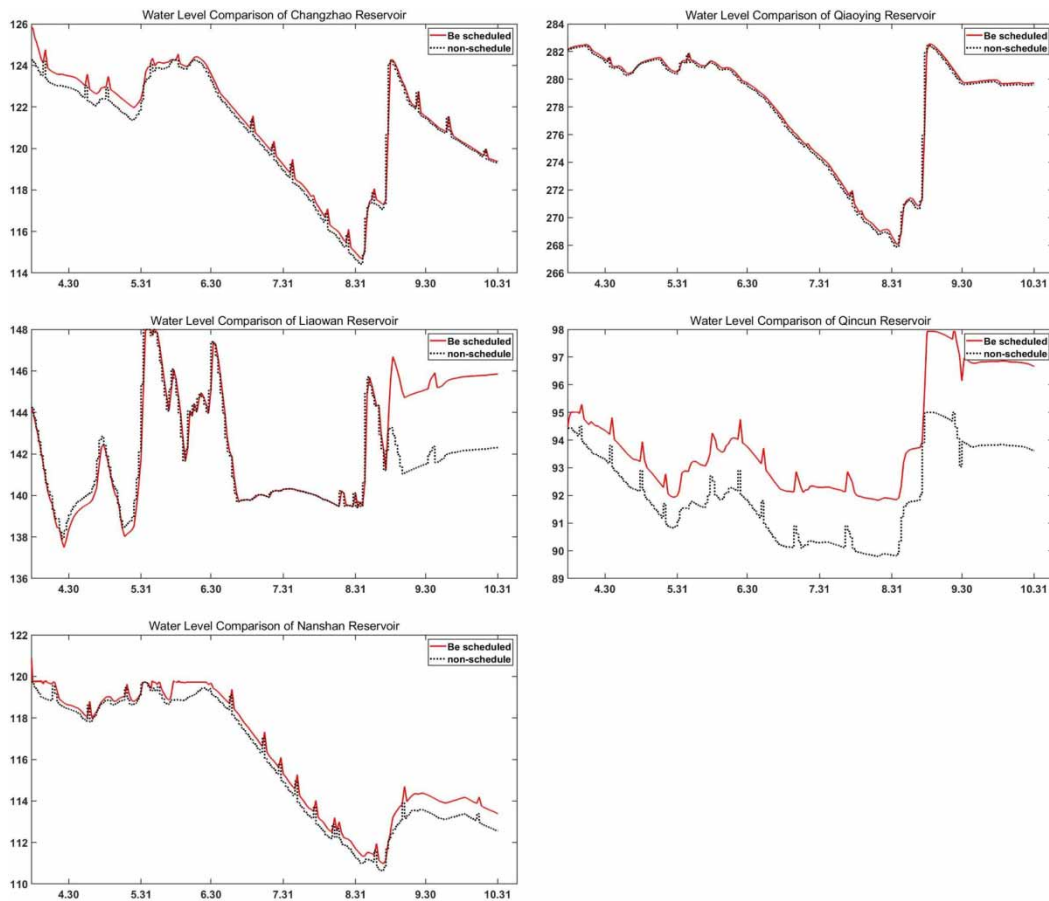 Water Level Comparison of Changzhao Reservoir
126
124
122
120
118
116
114
4.30 5.31 6.30 7.31 8.31 9.30 10.31
Be scheduled
non-schedule
Water Level Comparison of Qiaoying Reservoir
284
282
280
278
276
274
272
270
268
266
4.30 5.31 6.30 7.31 8.31 9.30 10.31
Be scheduled
non-schedule
Water Level Comparison of Liaowan Reservoir
148
146
144
142
140
138
136
4.30 5.31 6.30 7.31 8.31 9.30 10.31
Be scheduled
non-schedule
Water Level Comparison of Qincun Reservoir
98
97
96
95
94
93
92
91
90
89
4.30 5.31 6.30 7.31 8.31 9.30 10.31
Be scheduled
non-schedule
Water Level Comparison of Nanshan Reservoir
122
120
118
116
114
112
110
4.30 5.31 6.30 7.31 8.31 9.30 10.31
Be scheduled
non-schedule